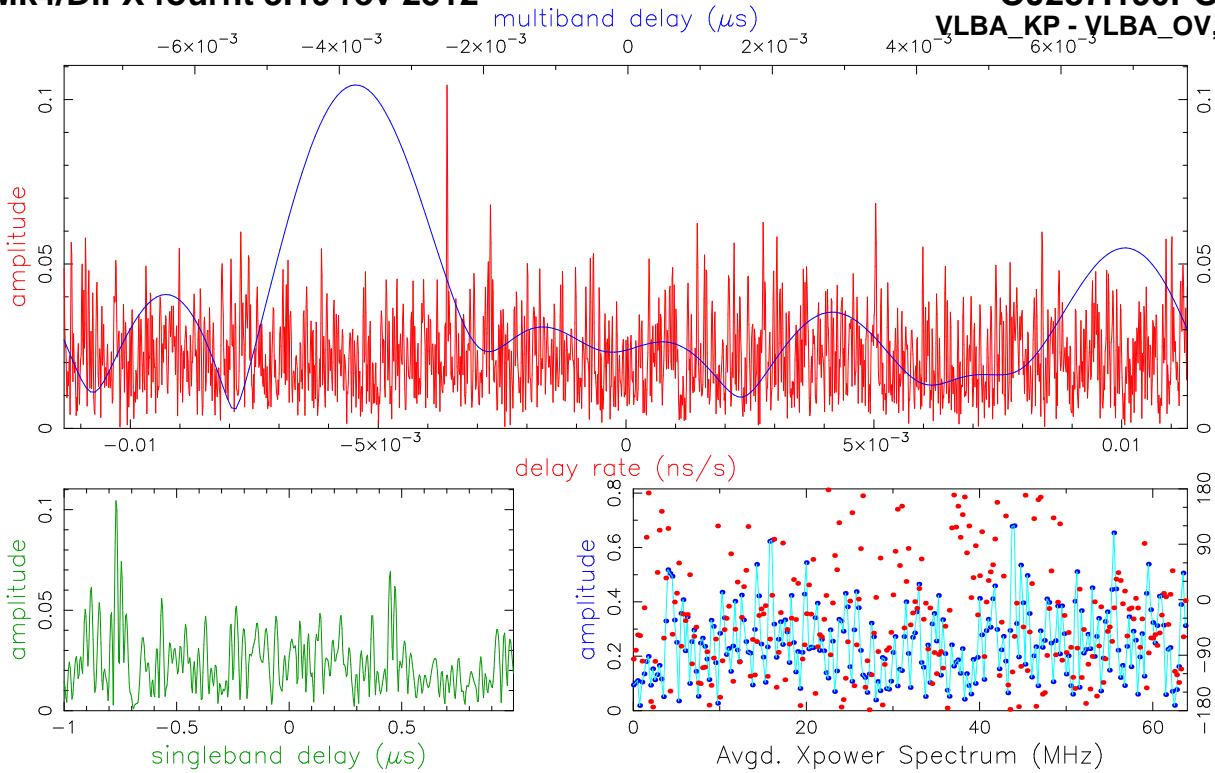 multiband delay (μs)
VLBA_KP - VLBA_OV,
−6×10⁻³ −4×10⁻³ −2×10⁻³ 0 2×10⁻³ 4×10⁻³ 6×10⁻³
amplitude
0 0.05 0.1
0 0.05 0.1
−0.01 −5×10⁻³ 0 5×10⁻³ 0.01
delay rate (ns/s)
amplitude
0 0.05 0.1
−1 −0.5 0 0.5
singleband delay (μs)
amplitude
0 0.2 0.4 0.6 0.8
−180 −90 0 90 180
0 20 40 60
Avgd. Xpower Spectrum (MHz)